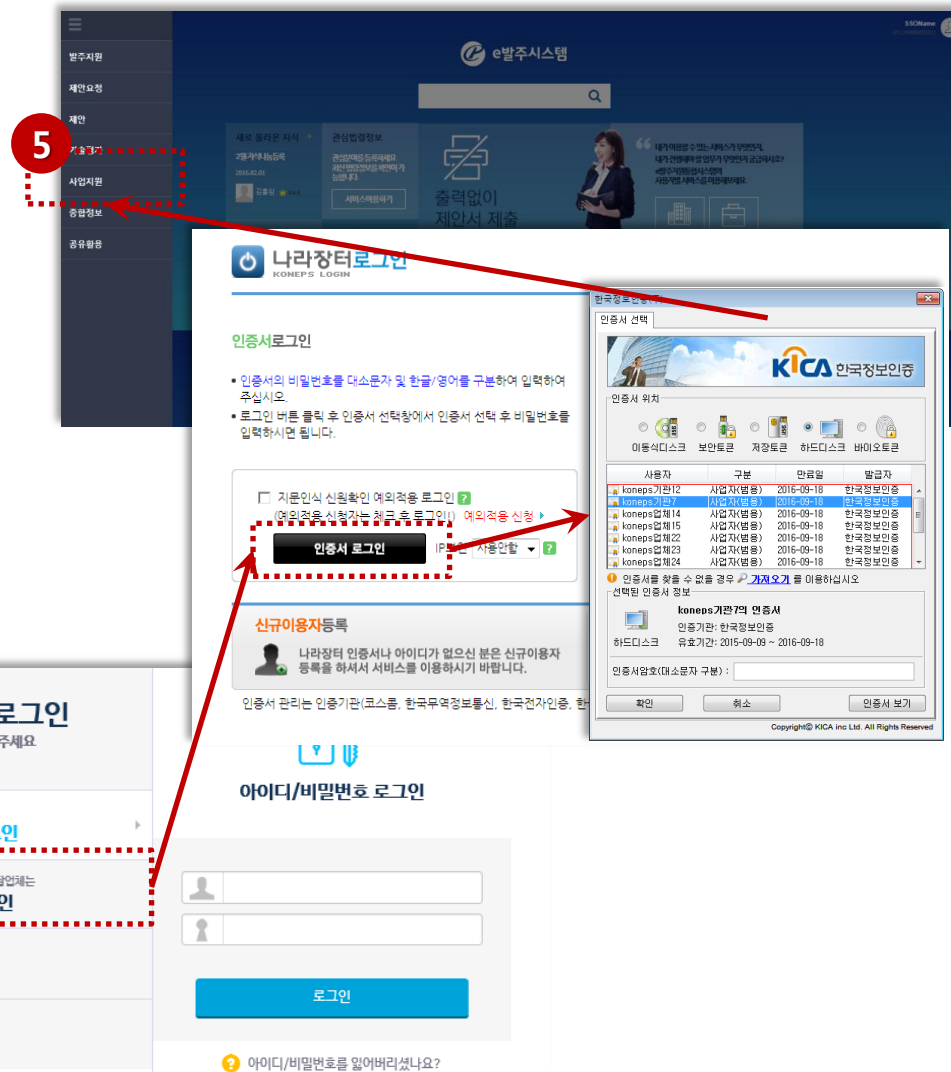 SSOName
발주지원
e발주시스템
제안요청
제안
5
사업지원
종합정보
공유활용
새로 올라온 지식
관심법령정보
2016.02.01
서비스이용하기
출력없이
제안서 제출
나라장터로그인
KONEPS LOGIN
인증서로그인
• 인증서의 비밀번호를 대소문자 및 한글/영어를 구분하여 입력하여
주십시오.
• 로그인 버튼 클릭 후 인증서 선택창에서 인증서 선택 후 비밀번호를
입력하시면 됩니다.
지문인식 신원확인 예외적용 로그인 ?
(예외적용 신청자는 체크 후 로그인!) 예외적용 신청
인증서 로그인
사용안함 ?
신규이용자등록
나라장터 인증서나 아이디가 없으신 분은 신규이용자
등록을 하셔서 서비스를 이용하시기 바랍니다.
인증서 관리는 인증기관(코스콤, 한국무역정보통신, 한국전자인증, 한
인증서 선택
KICA 한국정보인증
인증서 위치
이동식디스크 보안토큰 저장토큰 하드디스크 바이오토큰
사용자 구분 만료일 발급자
koneps기관12 사업자(범용) 2016-09-18 한국정보인증
koneps기관7 사업자(범용) 2016-09-18 한국정보인증
koneps업체14 사업자(범용) 2016-09-18 한국정보인증
koneps업체15 사업자(범용) 2016-09-18 한국정보인증
koneps업체22 사업자(범용) 2016-09-18 한국정보인증
koneps업체23 사업자(범용) 2016-09-18 한국정보인증
koneps업체24 사업자(범용) 2016-09-18 한국정보인증
인증서를 찾을 수 없을 경우 가져오기 를 이용하십시오
선택된 인증서 정보
koneps기관7의 인증서
인증기관: 한국정보인증
하드디스크 유효기간: 2015-09-09 ~ 2016-09-18
인증서암호(대소문자 구분) :
확인 취소 인증서 보기
Copyright© KICA inc Ltd. All Rights Reserved
로그인
주세요
인
업체는
인
아이디/비밀번호 로그인
로그인
? 아이디/비밀번호를 잃어버리셨나요?